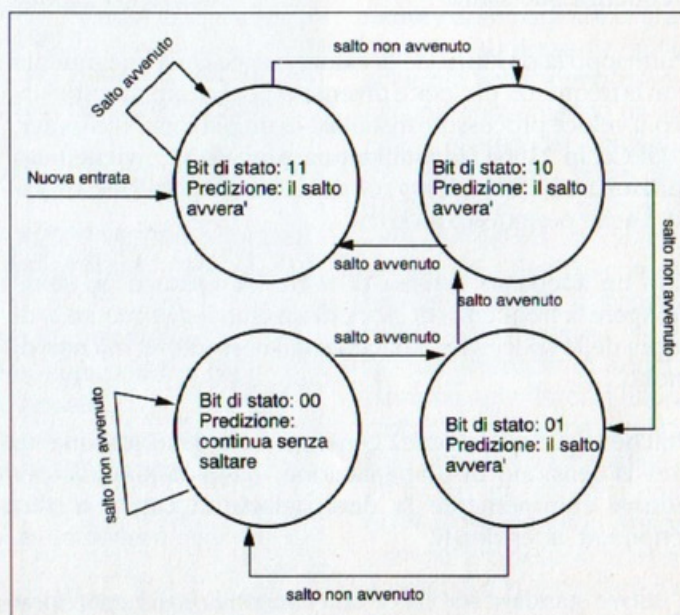 salto non avvenuto
Salto avvenuto
Nuova entrata
Bit di stato: 11
Predizione: il salto
avvera'
Bit di stato: 10
Predizione: il salto
avvera'
salto avvenuto
salto non avvenuto
salto avvenuto
salto avvenuto
Bit di stato: 00
Predizione:
continua senza
saltare
salto non avvenuto
Bit di stato: 01
Predizione: il salto
avvera'
salto non avvenuto